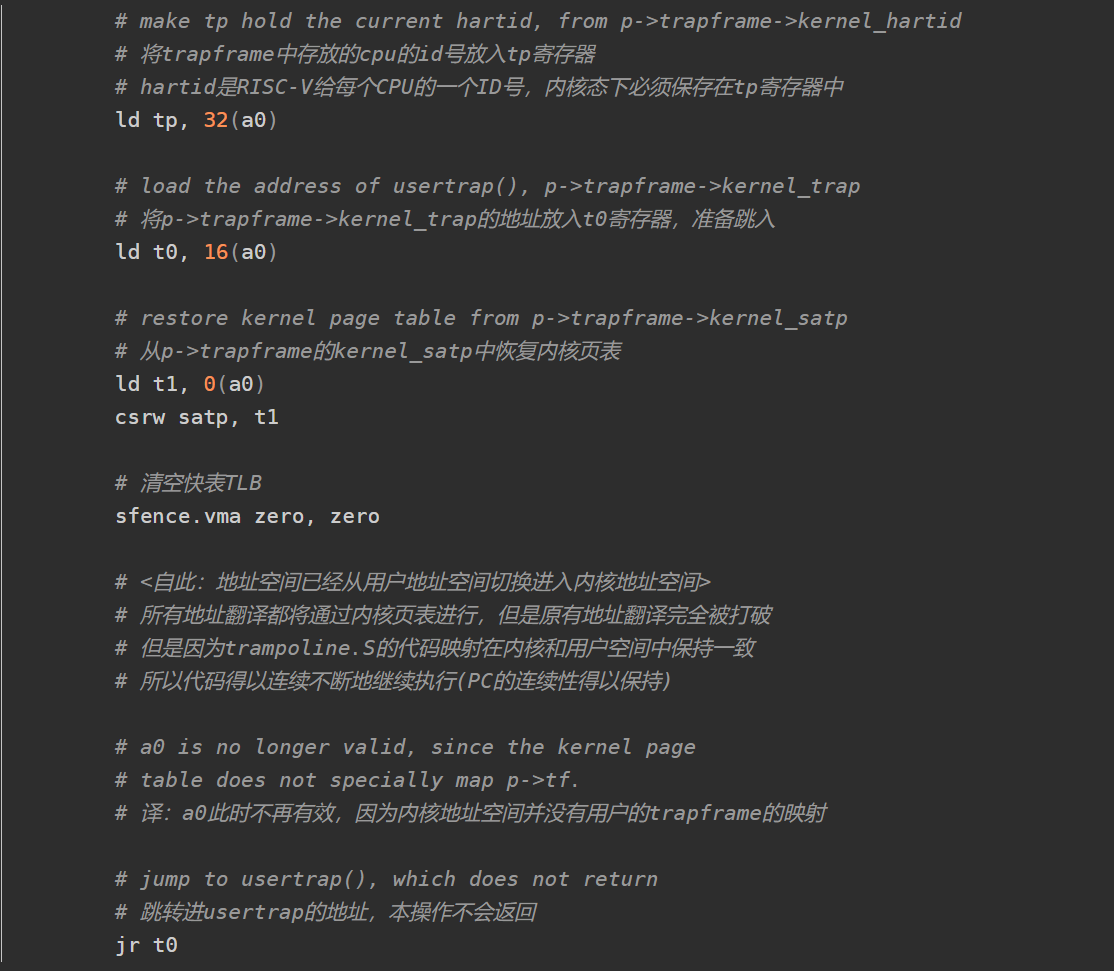 # make tp hold the current hartid, from p->trapframe->kernel_hartid
# 将trapframe中存放的cpu的id号放入tp寄存器
# hartid是RISC-V给每个CPU的一个ID号，内核态下必须保存在tp寄存器中
ld tp, 32(a0)
# load the address of usertrap(), p->trapframe->kernel_trap
# 将p->trapframe->kernel_trap的地址放入t0寄存器，准备跳入
ld t0, 16(a0)
# restore kernel page table from p->trapframe->kernel_satp
# 从p->trapframe的kernel_satp中恢复内核页表
ld t1, 0(a0)
csrw satp, t1
# 清空快表TLB
sfence.vma zero, zero
# <自此：地址空间已经从用户地址空间切换进入内核地址空间>
# 所有地址翻译都将通过内核页表进行，但是原有地址翻译完全被打破
# 但是因为trampoline.S的代码映射在内核和用户空间中保持一致
# 所以代码得以连续不断地继续执行(PC的连续性得以保持)
# a0 is no longer valid, since the kernel page
# table does not specially map p->tf.
# 译：a0此时不再有效，因为内核地址空间并没有用户的trapframe的映射
# jump to usertrap(), which does not return
# 跳转进usertrap的地址，本操作不会返回
jr t0